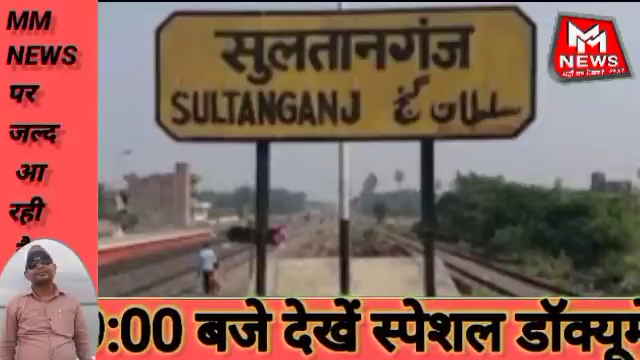 MM
NEWS
पर
जल्द
आ
रही
सुलतानगंज
SULTANGANJ سلطان گنج
MM
NEWS
:00 बजे देखें स्पेशल डॉक्यूमे